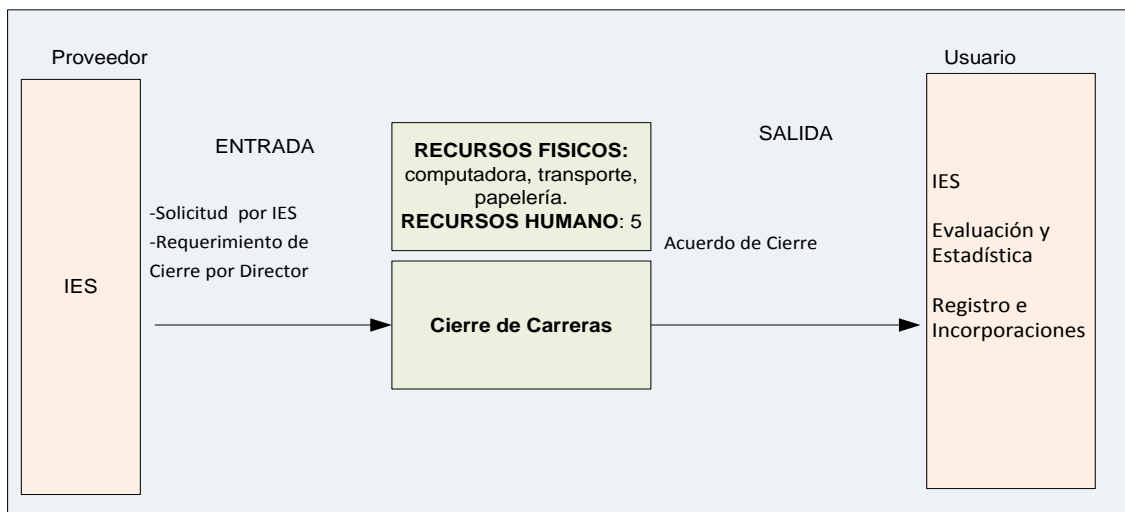 Proveedor
IES
ENTRADA
-Solicitud por IES
-Requerimiento de
Cierre por Director
RECURSOS FISICOS:
computadora, transporte,
papelería.
RECURSOS HUMANO: 5
Cierre de Carreras
SALIDA
Acuerdo de Cierre
Usuario
IES
Evaluación y
Estadística
Registro e
Incorporaciones